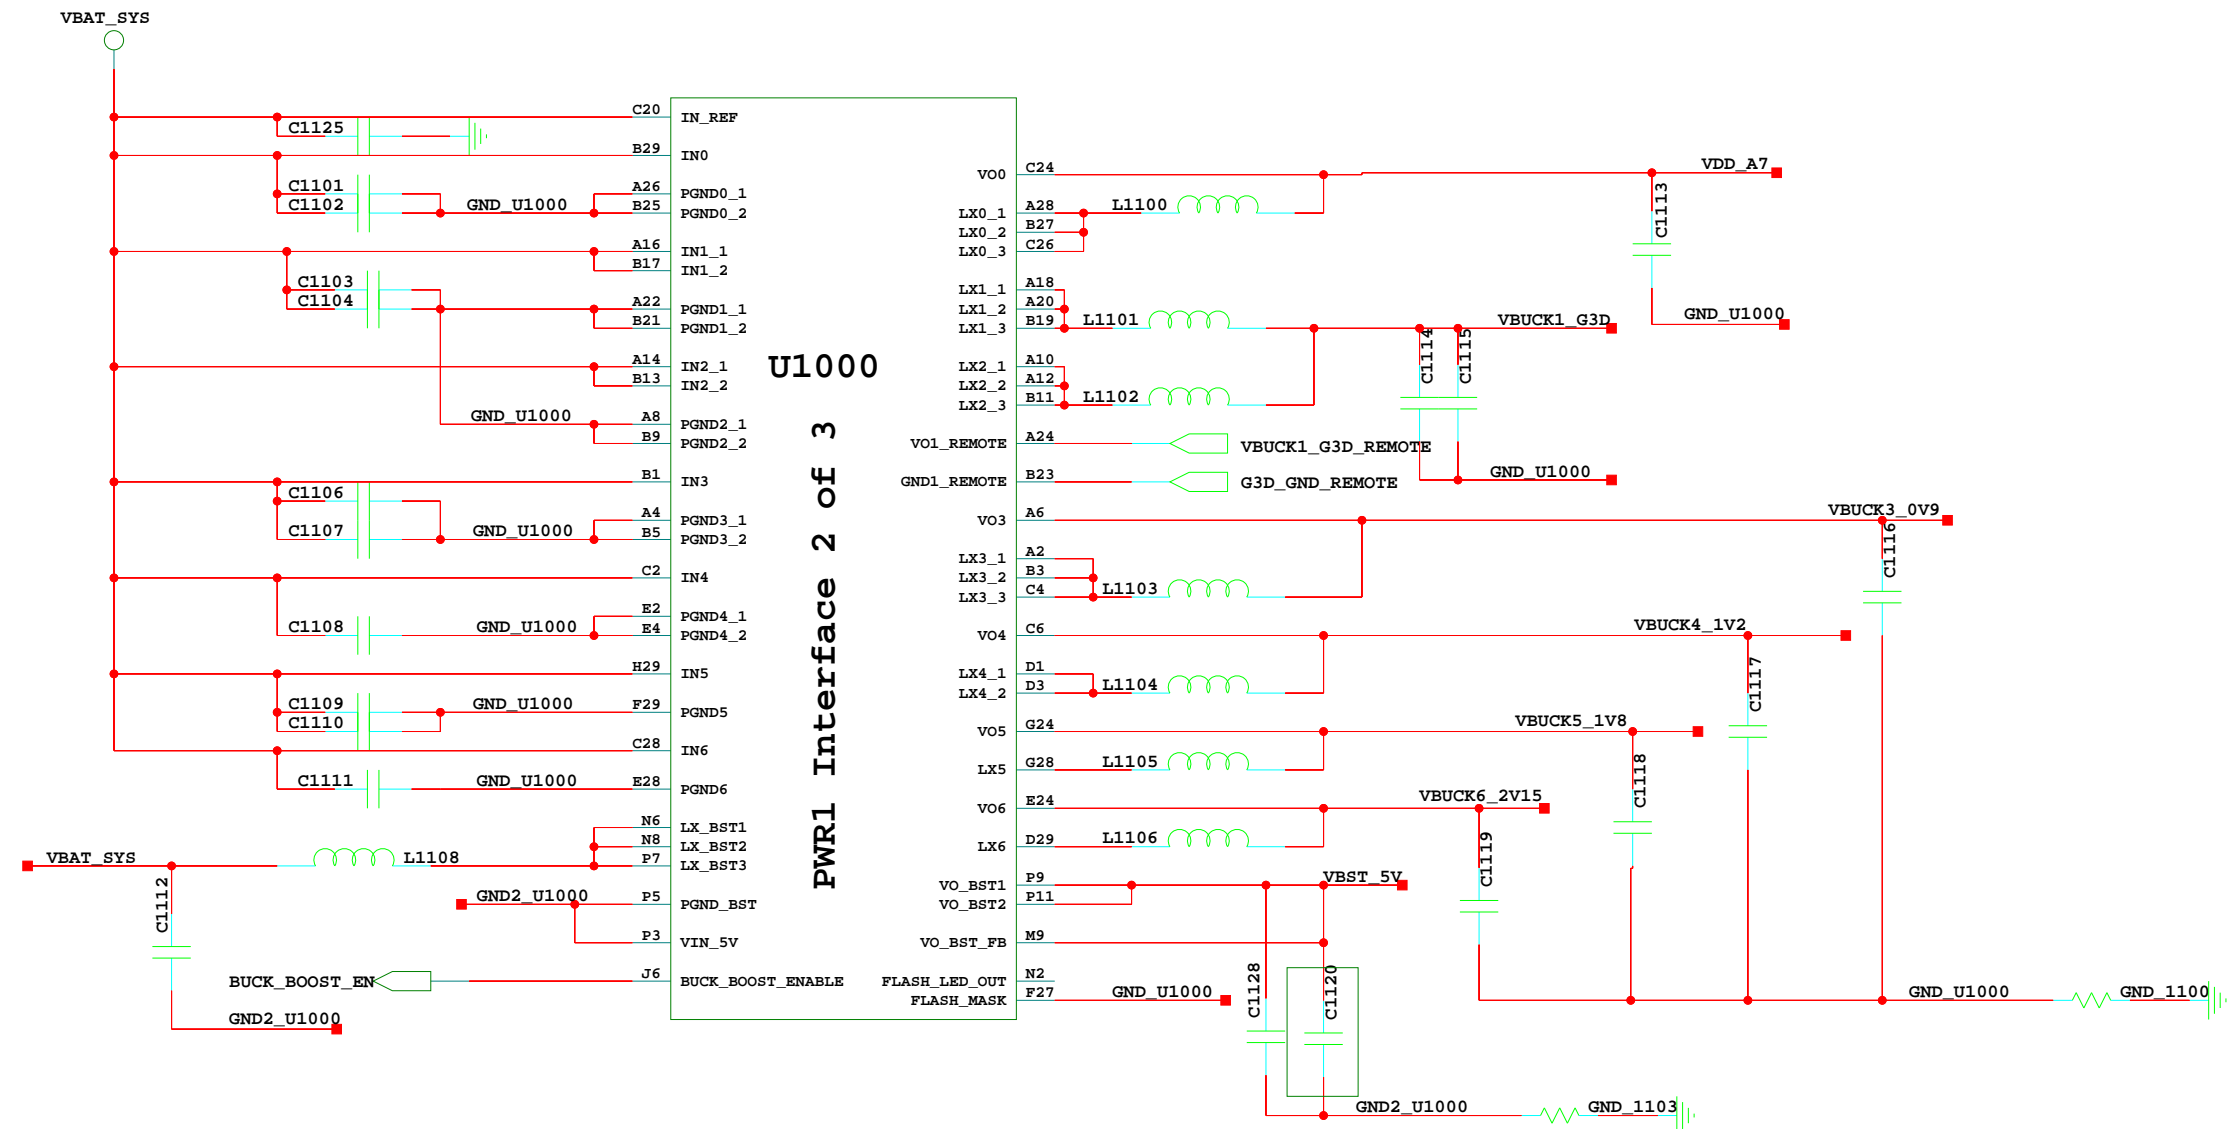 VBAT_SYS
C20 IN_REF
C1125
B29 IN0
C1101
C1102
GND_U1000
A26 PGND0_1
B25 PGND0_2
A16 IN1_1
B17 IN1_2
C1103
C1104
A22 PGND1_1
B21 PGND1_2
A14 IN2_1
B13 IN2_2
GND_U1000
A8 PGND2_1
B9 PGND2_2
B1 IN3
C1106
C1107
GND_U1000
A4 PGND3_1
B5 PGND3_2
C2 IN4
C1108
GND_U1000
E2 PGND4_1
E4 PGND4_2
H29 IN5
C1109
C1110
GND_U1000
F29 PGND5
C28 IN6
C1111
GND_U1000
E28 PGND6
N6 LX_BST1
N8 LX_BST2
P7 LX_BST3
VBAT_SYS
L1108
C1112
GND2_U1000
P5 PGND_BST
P3 VIN_5V
BUCK_BOOST_EN
J6 BUCK_BOOST_ENABLE
GND2_U1000
U1000
PWR1 Interface 2 of 3
VO0 C24
VDD_A7
C1113
GND_U1000
LX0_1 A28
LX0_2 B27
LX0_3 C26
L1100
LX1_1 A18
LX1_2 A20
LX1_3 B19
L1101
VBUCK1_G3D
C1114
C1115
GND_U1000
LX2_1 A10
LX2_2 A12
LX2_3 B11
L1102
VO1_REMOTE A24
VBUCK1_G3D_REMOTE
GND1_REMOTE B23
G3D_GND_REMOTE
VO3 A6
VBUCK3_0V9
C1116
LX3_1 A2
LX3_2 B3
LX3_3 C4
L1103
VO4 C6
VBUCK4_1V2
C1117
LX4_1 D1
LX4_2 D3
L1104
VO5 G24
VBUCK5_1V8
C1118
LX5 G28
L1105
VO6 E24
VBUCK6_2V15
C1119
LX6 D29
L1106
VO_BST1 P9
VO_BST2 P11
VBST_5V
VO_BST_FB M9
FLASH_LED_OUT N2
FLASH_MASK F27
GND_U1000
C1128
C1120
GND_U1000
GND_1100
GND2_U1000
GND_1103